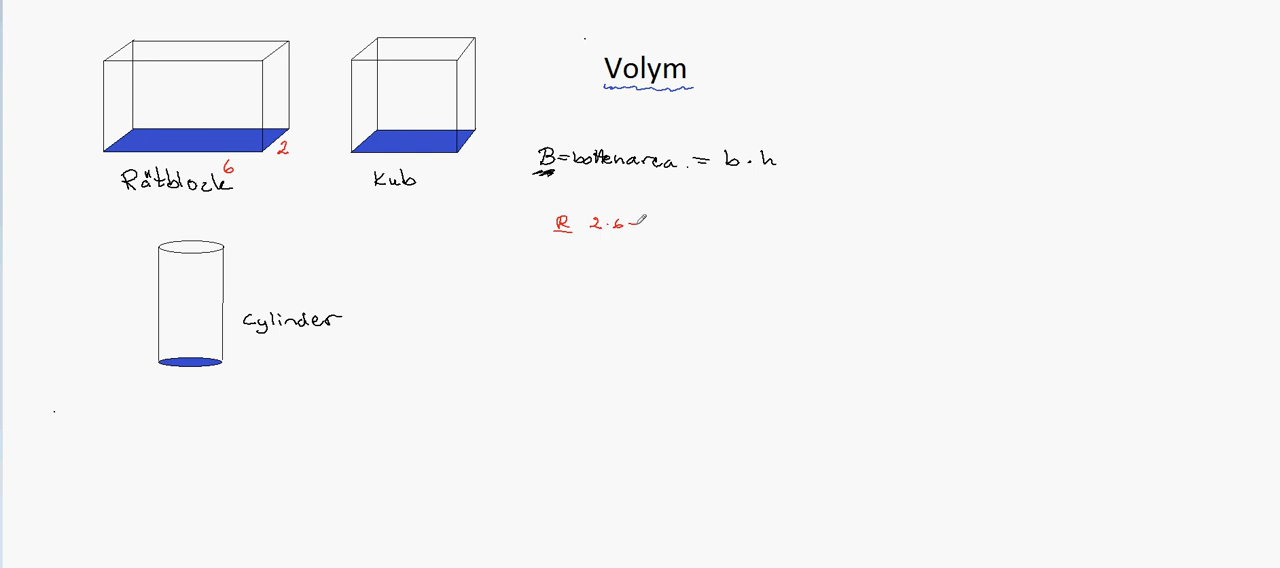 Volym
2
B=bottenarea. = b·h
6
Rätblock
Kub
R 2·6=
Cylinder